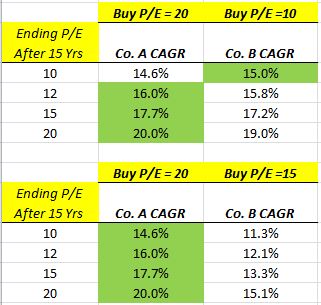 Buy P/E = 20 Buy P/E =10
Ending P/E
After 15 Yrs Co. A CAGR Co. B CAGR
10 14.6% 15.0%
12 16.0% 15.8%
15 17.7% 17.2%
20 20.0% 19.0%
Buy P/E = 20 Buy P/E =15
Ending P/E
After 15 Yrs Co. A CAGR Co. B CAGR
10 14.6% 11.3%
12 16.0% 12.1%
15 17.7% 13.3%
20 20.0% 15.1%